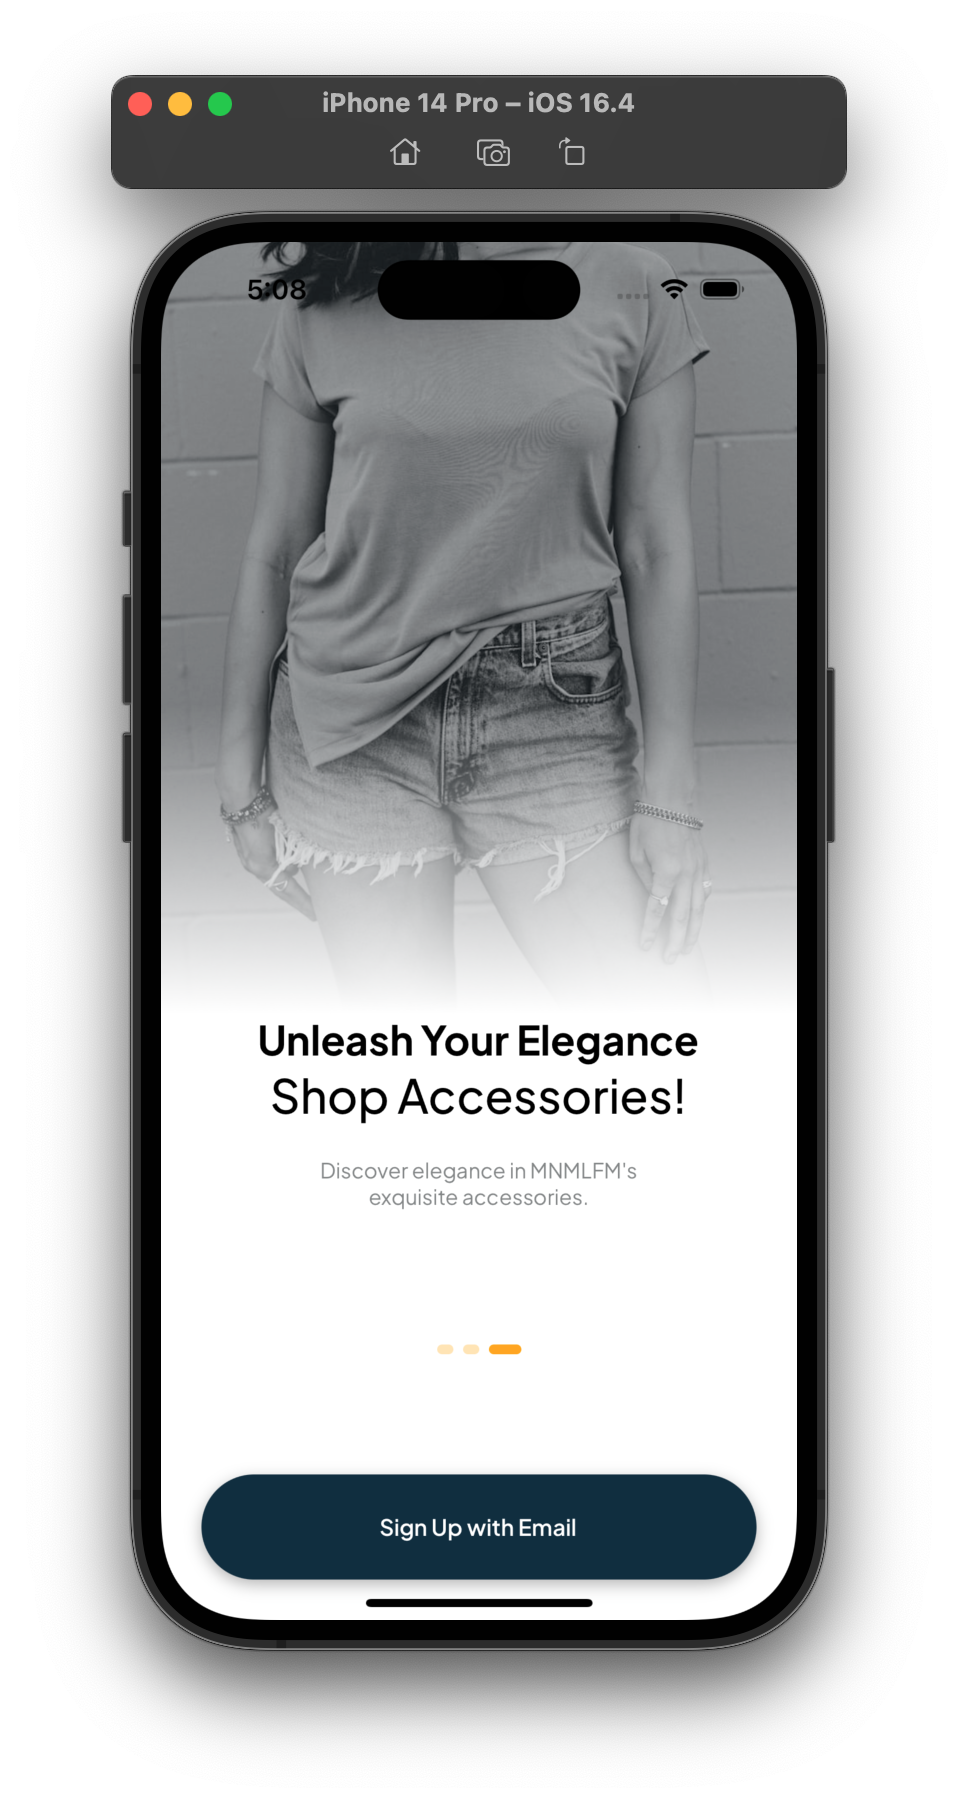 iPhone 14 Pro – iOS 16.4
5:08
Unleash Your Elegance
Shop Accessories!
Discover elegance in MNMLFM's
exquisite accessories.
Sign Up with Email